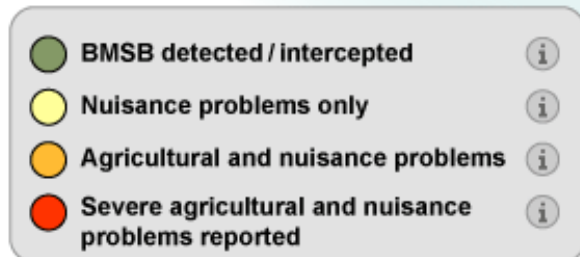 BMSB detected / intercepted
i
Nuisance problems only
i
Agricultural and nuisance problems
i
Severe agricultural and nuisance
problems reported
i